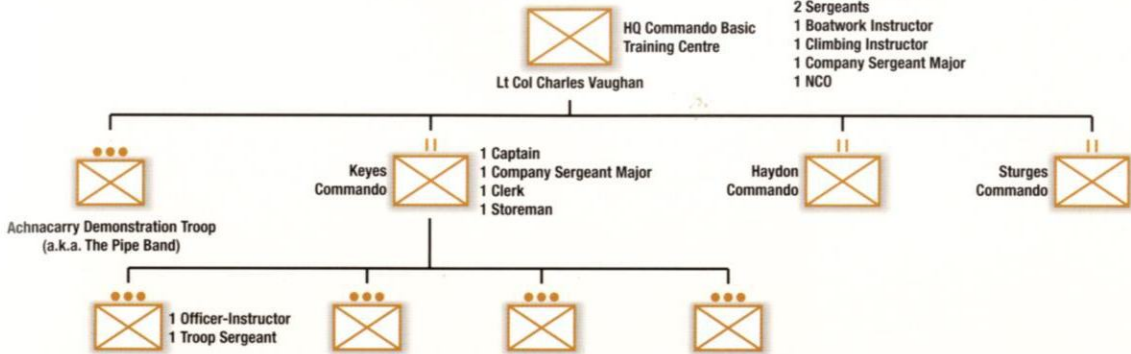 HQ Commando Basic
Training Centre
Lt Col Charles Vaughan
2 Sergeants
1 Boatwork Instructor
1 Climbing Instructor
1 Company Sergeant Major
1 NCO
Achnacarry Demonstration Troop
(a.k.a. The Pipe Band)
Keyes
Commando
1 Captain
1 Company Sergeant Major
1 Clerk
1 Storeman
Haydon
Commando
Sturges
Commando
1 Officer-Instructor
1 Troop Sergeant